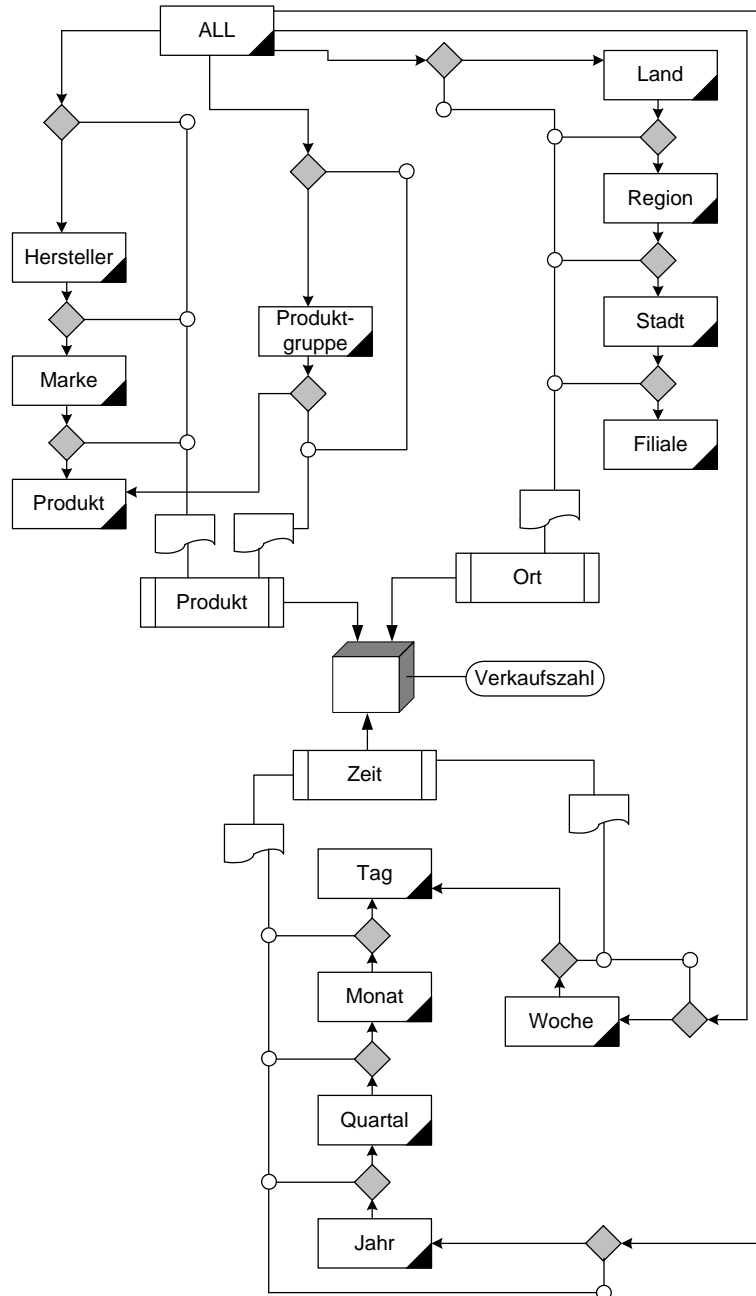 ALL
Land
Region
Hersteller
Produkt-
gruppe
Stadt
Marke
Filiale
Produkt
Produkt
Ort
Verkaufszahl
Zeit
Tag
Monat
Woche
Quartal
Jahr